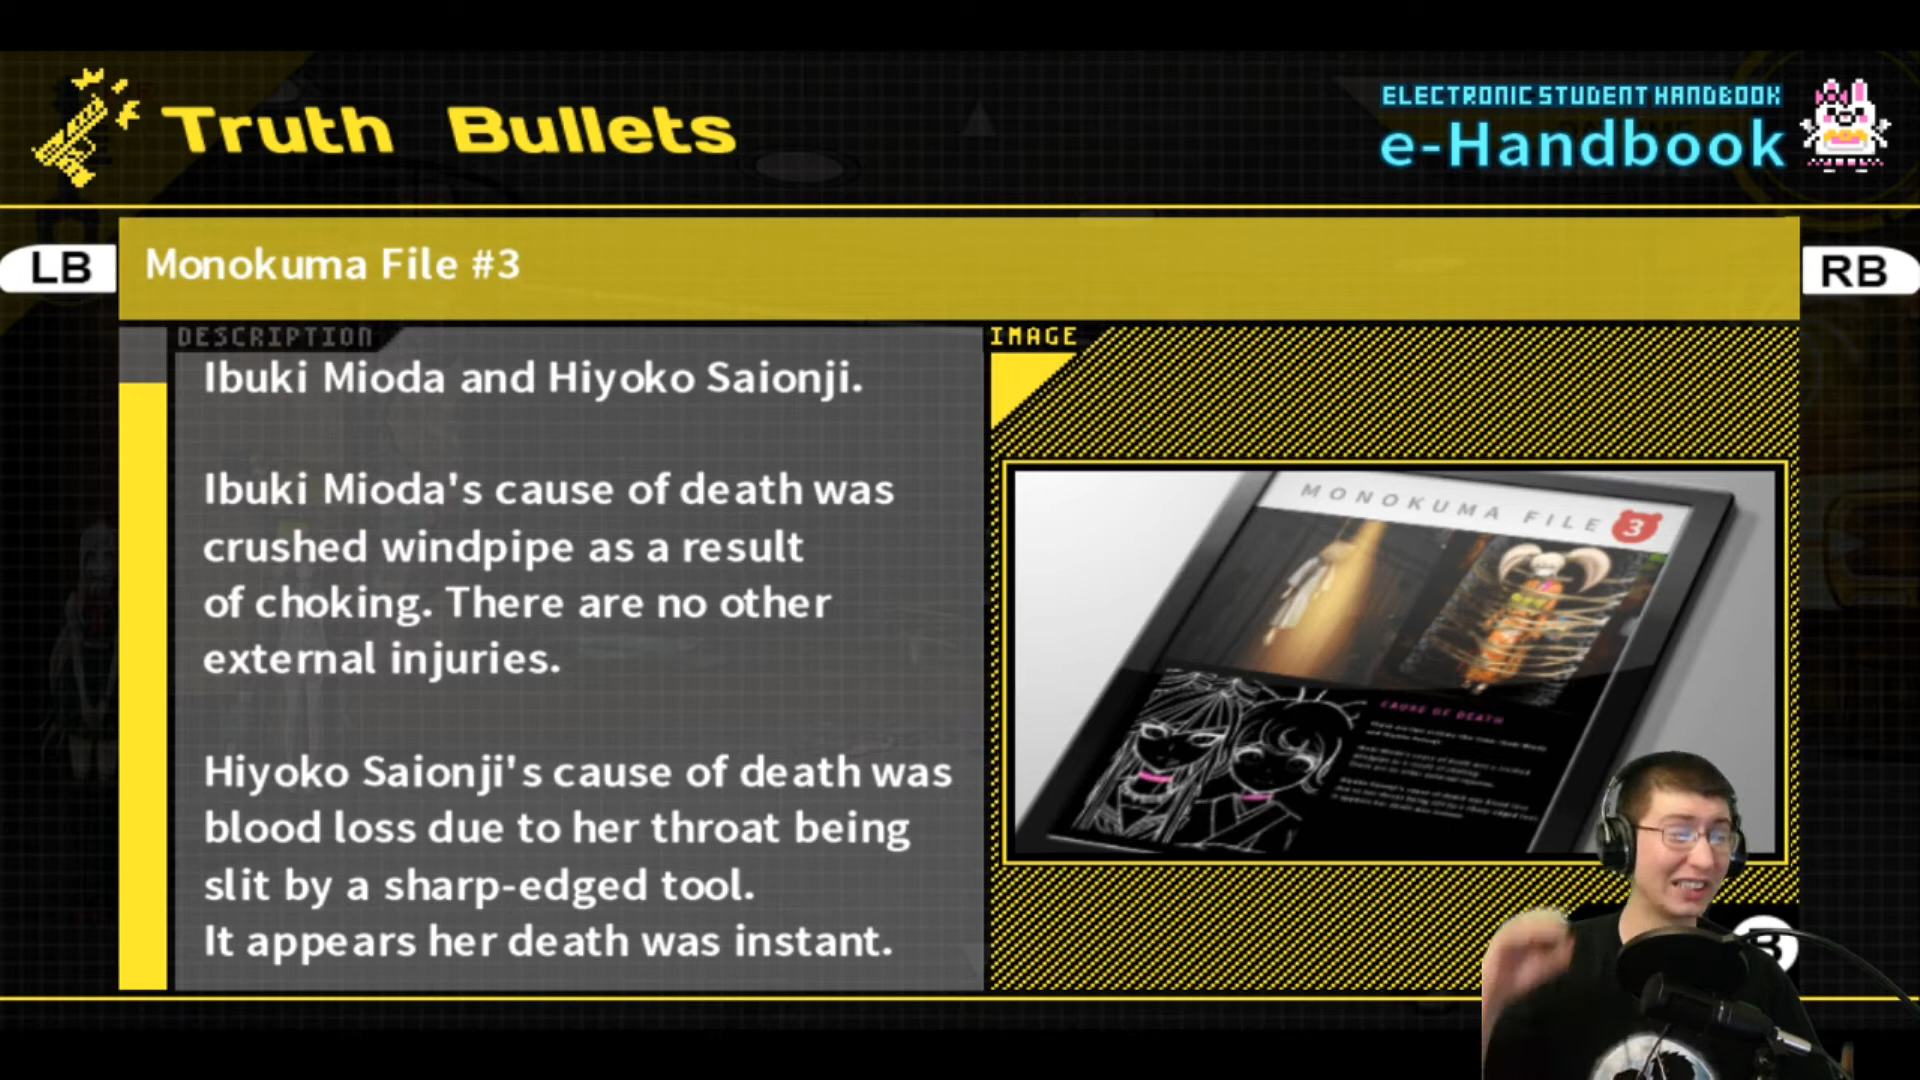 Truth Bullets
ELECTRONIC STUDENT HANDBOOK
e-Handbook
LB
Monokuma File #3
RB
DESCRIPTION
Ibuki Mioda and Hiyoko Saionji.
Ibuki Mioda's cause of death was
crushed windpipe as a result
of choking. There are no other
external injuries.
Hiyoko Saionji's cause of death was
blood loss due to her throat being
slit by a sharp-edged tool.
It appears her death was instant.
IMAGE
MONOKUMA FILE 3
CAUSE OF DEATH
B